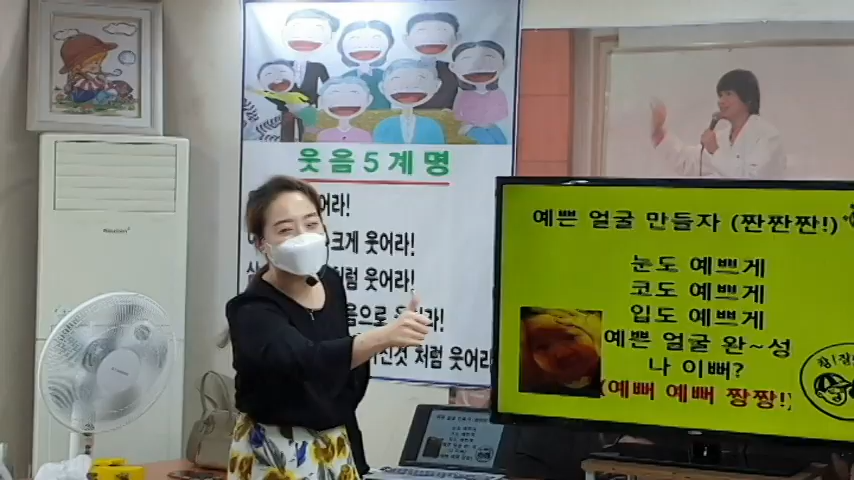 웃음5계명
어라!
크게 웃어라!
처럼 웃어라!
음으로 웃어라!
것 처럼 웃어라
예쁜 얼굴 만들자 (짠짠짠!)
눈도 예쁘게
코도 예쁘게
입도 예쁘게
예쁜 얼굴 완~성
나 이뻐?
(예뻐 예뻐 짱짱!)